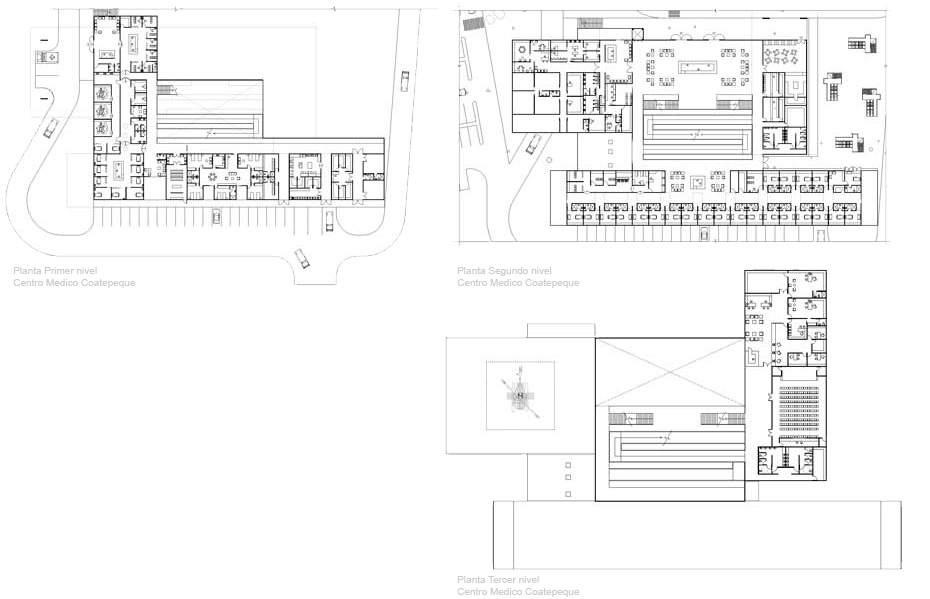 Planta Primer nivel
Centro Medico Coatepeque
Planta Segundo nivel
Centro Medico Coatepeque
Planta Tercer nivel
Centro Medico Coatepeque